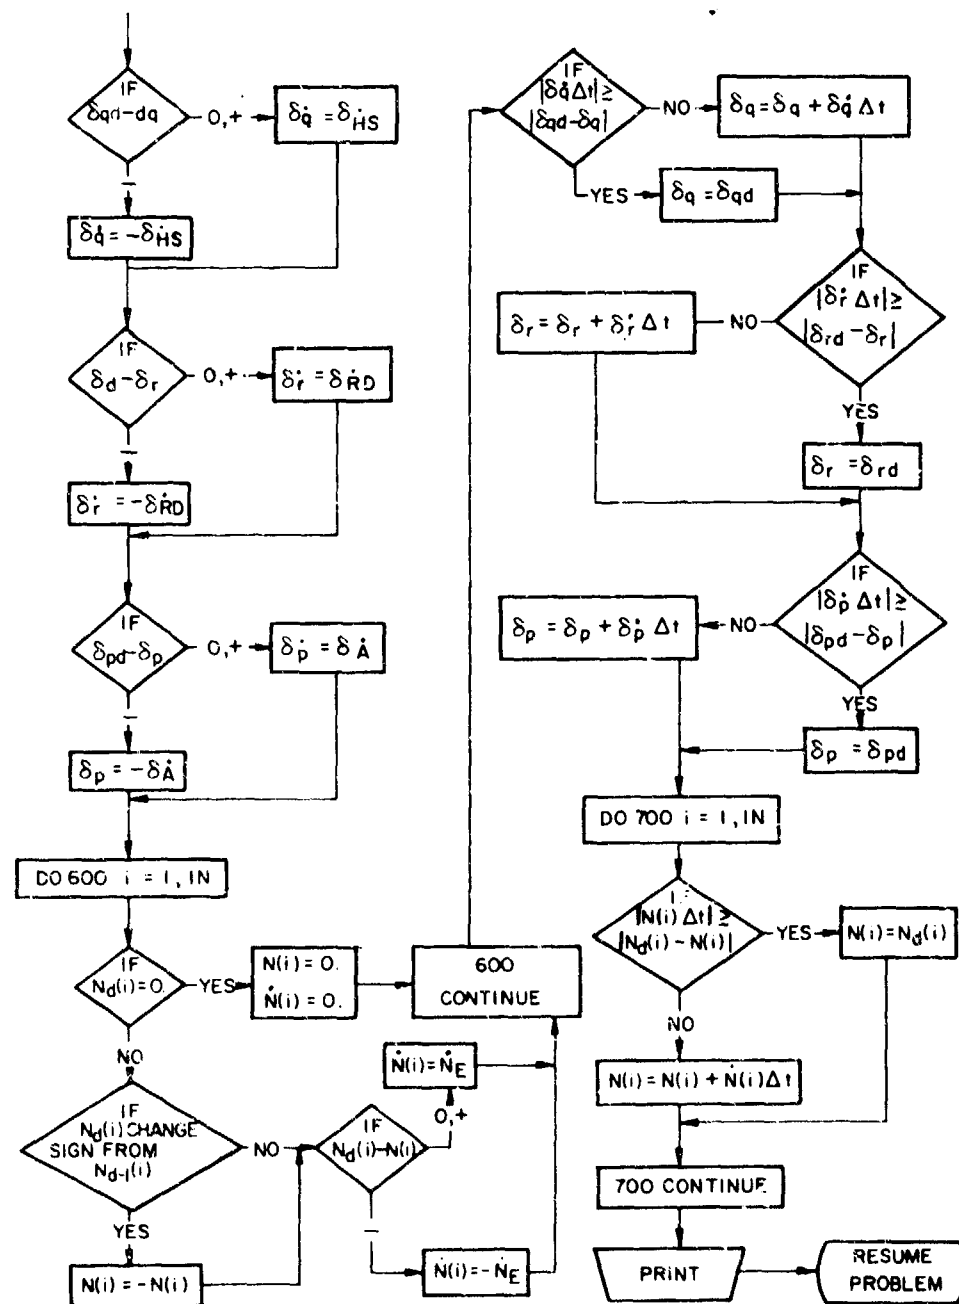 IF
δqd-dq
0,+
δq̇ = δḢS
—
δq̇ = -δḢS
IF
δd-δr
0,+
δṙ = δṘD
—
δṙ = -δṘD
IF
δpd-δp
0,+
δṗ = δȦ
—
δp = -δȦ
DO 600 i = 1, IN
IF
Nd(i)=0.
YES
N(i)=0.
Ṅ(i)=0.
600
CONTINUE
NO
IF
Nd(i) CHANGE
SIGN FROM
Nd-1(i)
NO
YES
N(i)=-N(i)
IF
Nd(i)-N(i)
0,+
Ṅ(i)=ṄE
—
Ṅ(i)=-ṄE
IF
|δq̇ Δt| ≥
|δqd-δq|
NO
δq = δq + δq̇ Δt
YES
δq = δqd
IF
|δṙ Δt| ≥
|δrd-δr|
NO
δr = δr + δṙ Δt
YES
δr = δrd
IF
|δṗ Δt| ≥
|δpd-δp|
NO
δp = δp + δṗ Δt
YES
δp = δpd
DO 700 i = 1, IN
|N(i) Δt| ≥
|Nd(i)-N(i)|
YES
N(i)=Nd(i)
NO
N(i)=N(i) + Ṅ(i)Δt
700 CONTINUE
PRINT
RESUME
PROBLEM